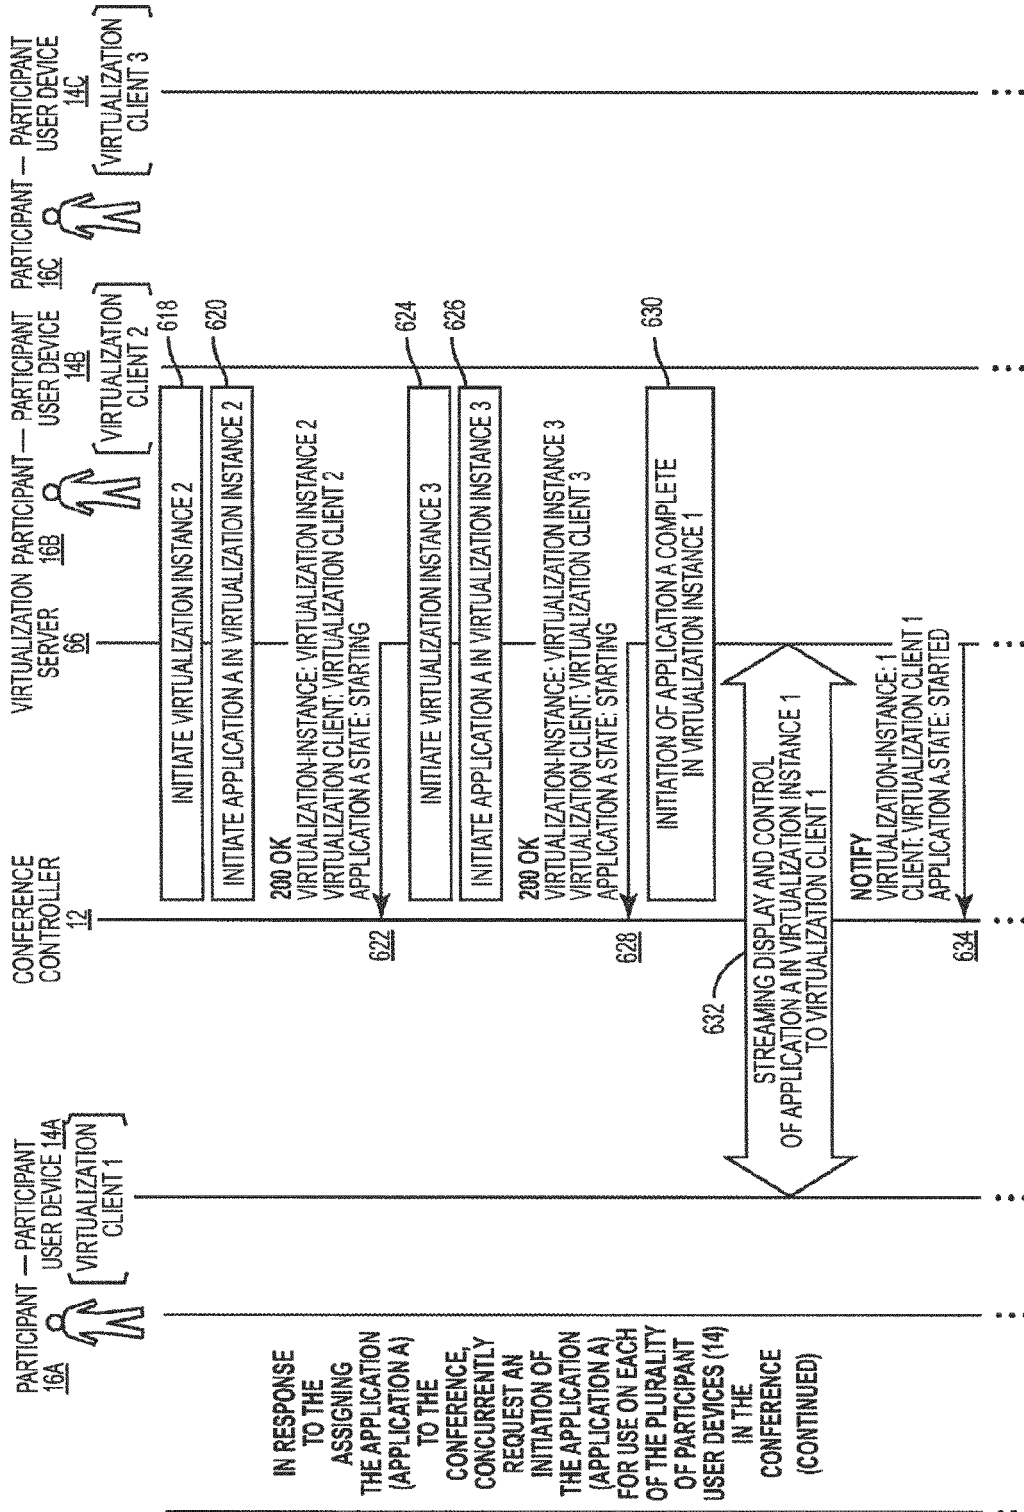 PARTICIPANT — PARTICIPANT
16A
USER DEVICE 14A
[VIRTUALIZATION
CLIENT 1]
CONFERENCE
CONTROLLER
12
VIRTUALIZATION
SERVER
66
PARTICIPANT — PARTICIPANT
16B
USER DEVICE
14B
[VIRTUALIZATION
CLIENT 2]
PARTICIPANT — PARTICIPANT
16C
USER DEVICE
14C
[VIRTUALIZATION
CLIENT 3]
IN RESPONSE
TO THE
ASSIGNING
THE APPLICATION
(APPLICATION A)
TO THE
CONFERENCE,
CONCURRENTLY
REQUEST AN
INITIATION OF
THE APPLICATION
(APPLICATION A)
FOR USE ON EACH
OF THE PLURALITY
OF PARTICIPANT
USER DEVICES (14)
IN THE
CONFERENCE
(CONTINUED)
INITIATE VIRTUALIZATION INSTANCE 2
618
INITIATE APPLICATION A IN VIRTUALIZATION INSTANCE 2
620
200 OK
VIRTUALIZATION-INSTANCE: VIRTUALIZATION INSTANCE 2
VIRTUALIZATION CLIENT: VIRTUALIZATION CLIENT 2
APPLICATION A STATE: STARTING
622
INITIATE VIRTUALIZATION INSTANCE 3
624
INITIATE APPLICATION A IN VIRTUALIZATION INSTANCE 3
626
200 OK
VIRTUALIZATION-INSTANCE: VIRTUALIZATION INSTANCE 3
VIRTUALIZATION CLIENT: VIRTUALIZATION CLIENT 3
APPLICATION A STATE: STARTING
628
INITIATION OF APPLICATION A COMPLETE
IN VIRTUALIZATION INSTANCE 1
630
632
STREAMING DISPLAY AND CONTROL
OF APPLICATION A IN VIRTUALIZATION INSTANCE 1
TO VIRTUALIZATION CLIENT 1
NOTIFY
VIRTUALIZATION-INSTANCE: 1
CLIENT: VIRTUALIZATION CLIENT 1
APPLICATION A.STATE: STARTED
634